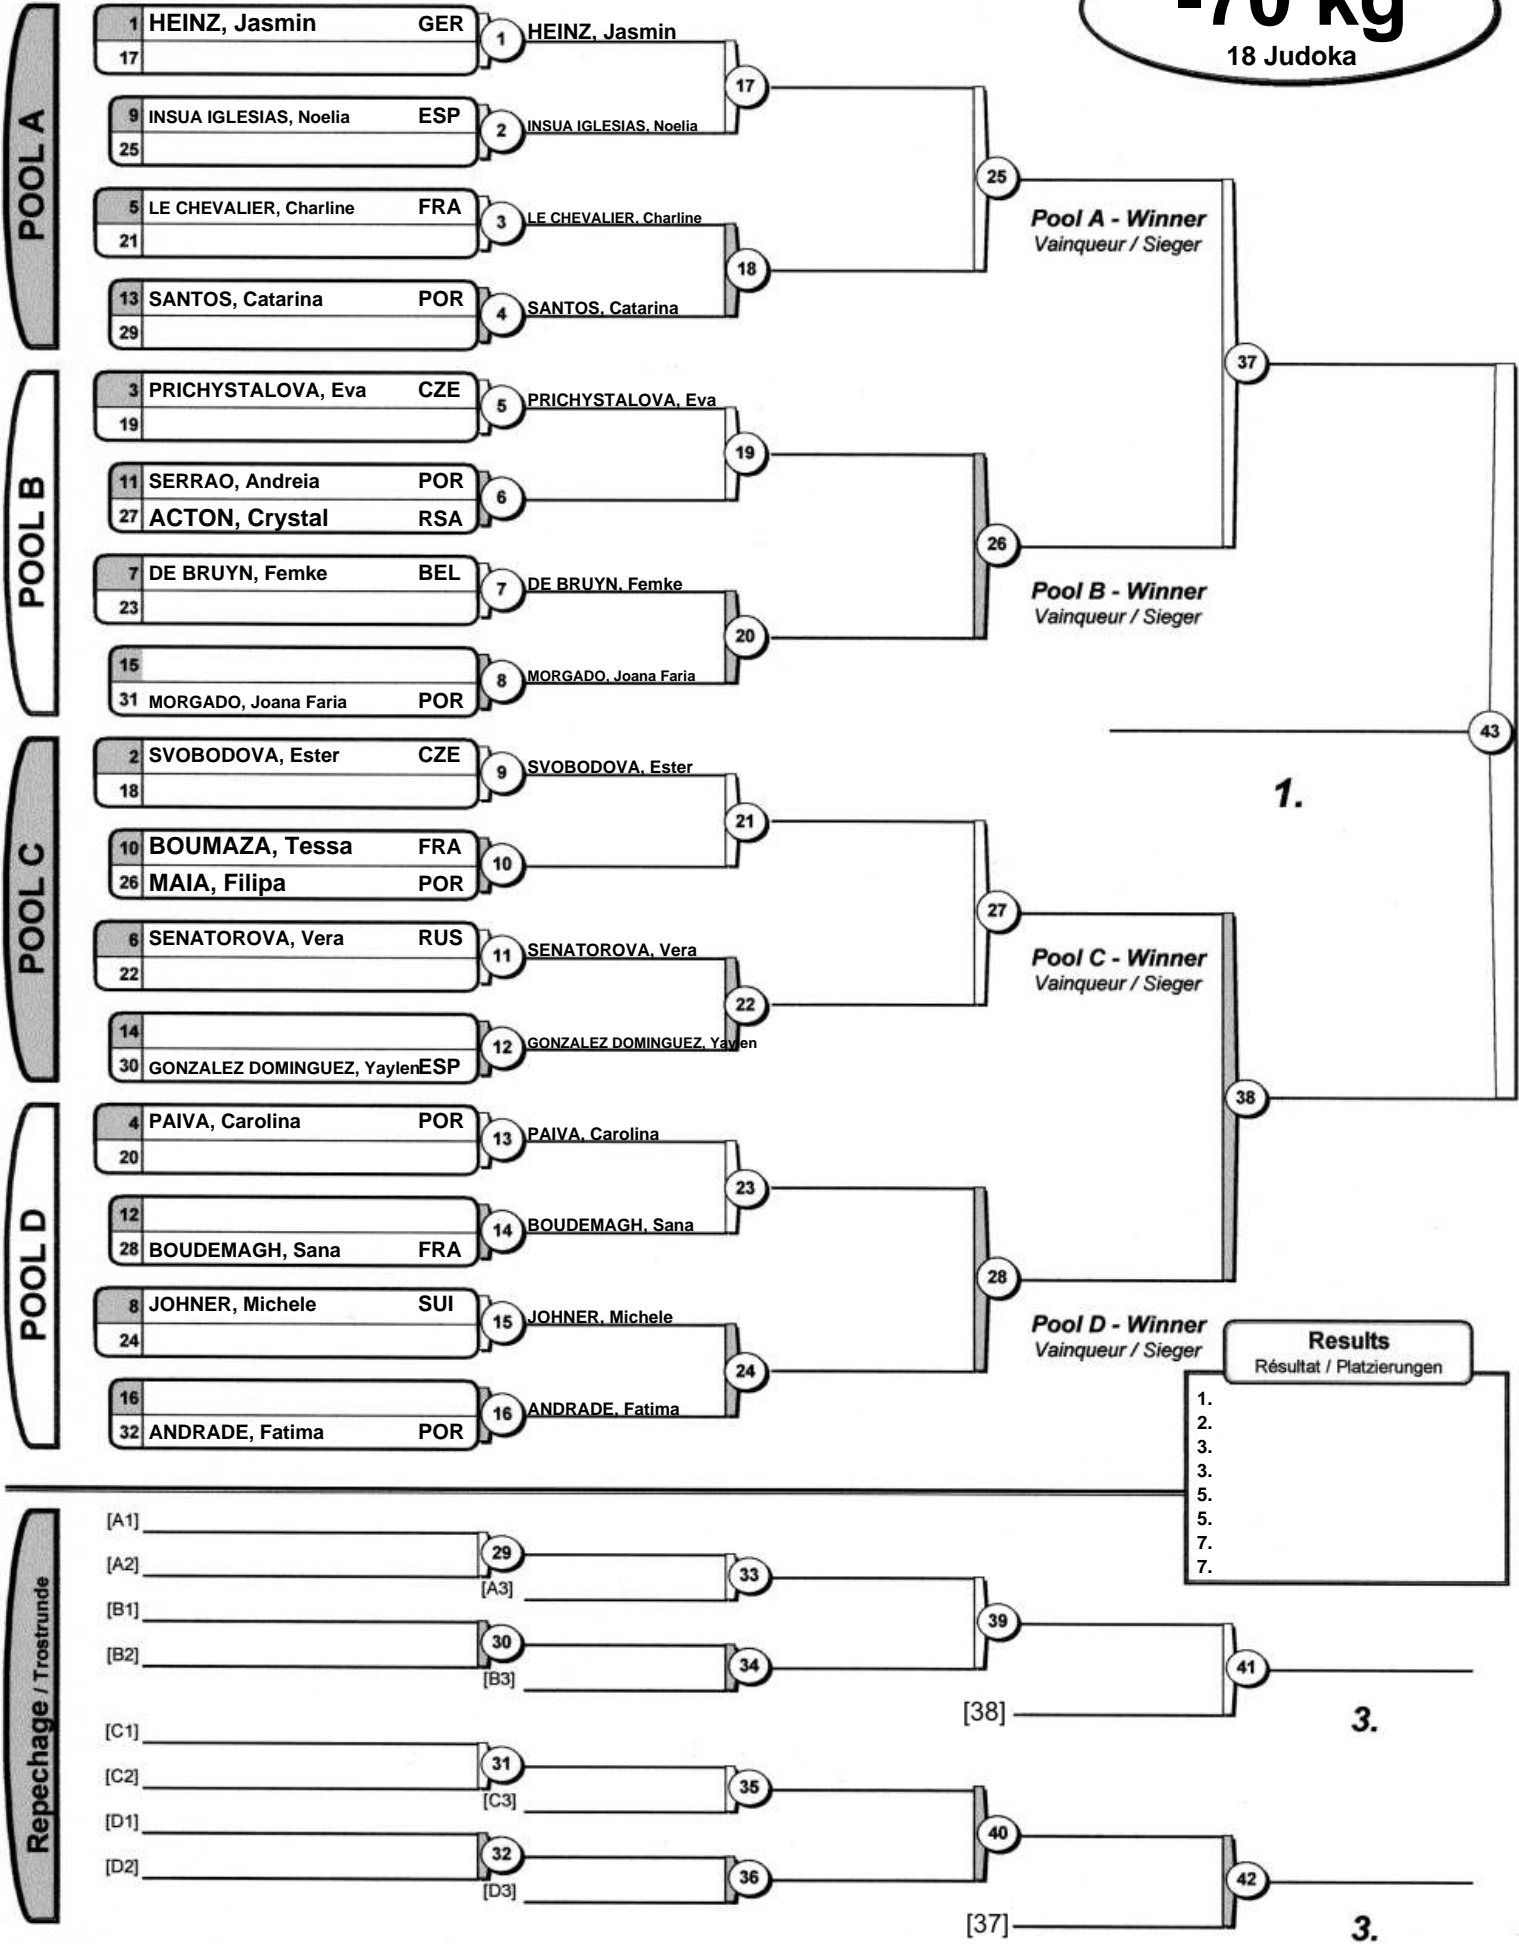 -70 kg
18 Judoka
POOL A
1 HEINZ, Jasmin GER
17
1 HEINZ, Jasmin
9 INSUA IGLESIAS, Noelia ESP
25
2 INSUA IGLESIAS, Noelia
17
5 LE CHEVALIER, Charline FRA
21
3 LE CHEVALIER, Charline
13 SANTOS, Catarina POR
29
4 SANTOS, Catarina
18
25
Pool A - Winner
Vainqueur / Sieger
POOL B
3 PRICHYSTALOVA, Eva CZE
19
5 PRICHYSTALOVA, Eva
11 SERRAO, Andreia POR
27 ACTON, Crystal RSA
6
19
7 DE BRUYN, Femke BEL
23
7 DE BRUYN, Femke
15
31 MORGADO, Joana Faria POR
8 MORGADO, Joana Faria
20
26
Pool B - Winner
Vainqueur / Sieger
37
POOL C
2 SVOBODOVA, Ester CZE
18
9 SVOBODOVA, Ester
10 BOUMAZA, Tessa FRA
26 MAIA, Filipa POR
10
21
6 SENATOROVA, Vera RUS
22
11 SENATOROVA, Vera
14
30 GONZALEZ DOMINGUEZ, Yaylen ESP
12 GONZALEZ DOMINGUEZ, Yaylen
22
27
Pool C - Winner
Vainqueur / Sieger
43
1.
POOL D
4 PAIVA, Carolina POR
20
13 PAIVA, Carolina
12
28 BOUDEMAGH, Sana FRA
14 BOUDEMAGH, Sana
23
8 JOHNER, Michele SUI
24
15 JOHNER, Michele
16
32 ANDRADE, Fatima POR
16 ANDRADE, Fatima
24
28
Pool D - Winner
Vainqueur / Sieger
38
Results
Résultat / Platzierungen
1.
2.
3.
3.
5.
5.
7.
7.
Repechage / Trostrunde
[A1]
[A2]
29
[A3]
33
[B1]
[B2]
30
[B3]
34
39
[38]
41
3.
[C1]
[C2]
31
[C3]
35
[D1]
[D2]
32
[D3]
36
40
[37]
42
3.